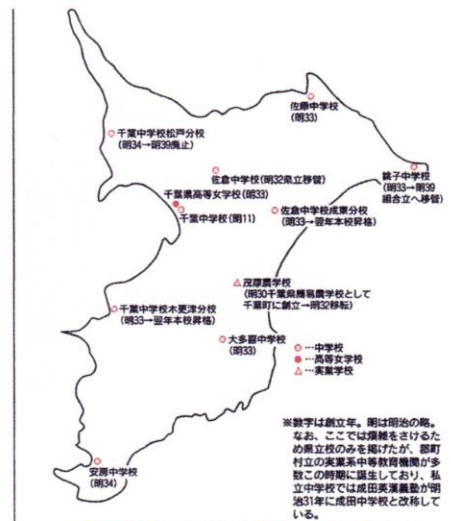 佐原中学校
(明33)
千葉中学校松戸分校
(明34→明39廃止)
佐倉中学校(明32県立移管)
銚子中学校
(明33→明39
組合立へ移管)
千葉県高等女学校(明33)
千葉中学校(明11)
佐倉中学校成東分校
(明33→翌年本校昇格)
茂原農学校
(明30千葉県簡易農学校として
千葉町に創立→明32移転)
千葉中学校木更津分校
(明33→翌年本校昇格)
大多喜中学校
(明33)
…中学校
…高等女学校
…実業学校
安房中学校
(明34)
※数字は創立年。明は明治の略。
なお、ここでは煩雑をさけるた
め県立校のみを掲げたが、郡町
村立の実業系中等教育機関が多
数この時期に誕生しており、私
立中学校では成田英漢義塾が明
治31年に成田中学校と改称して
いる。